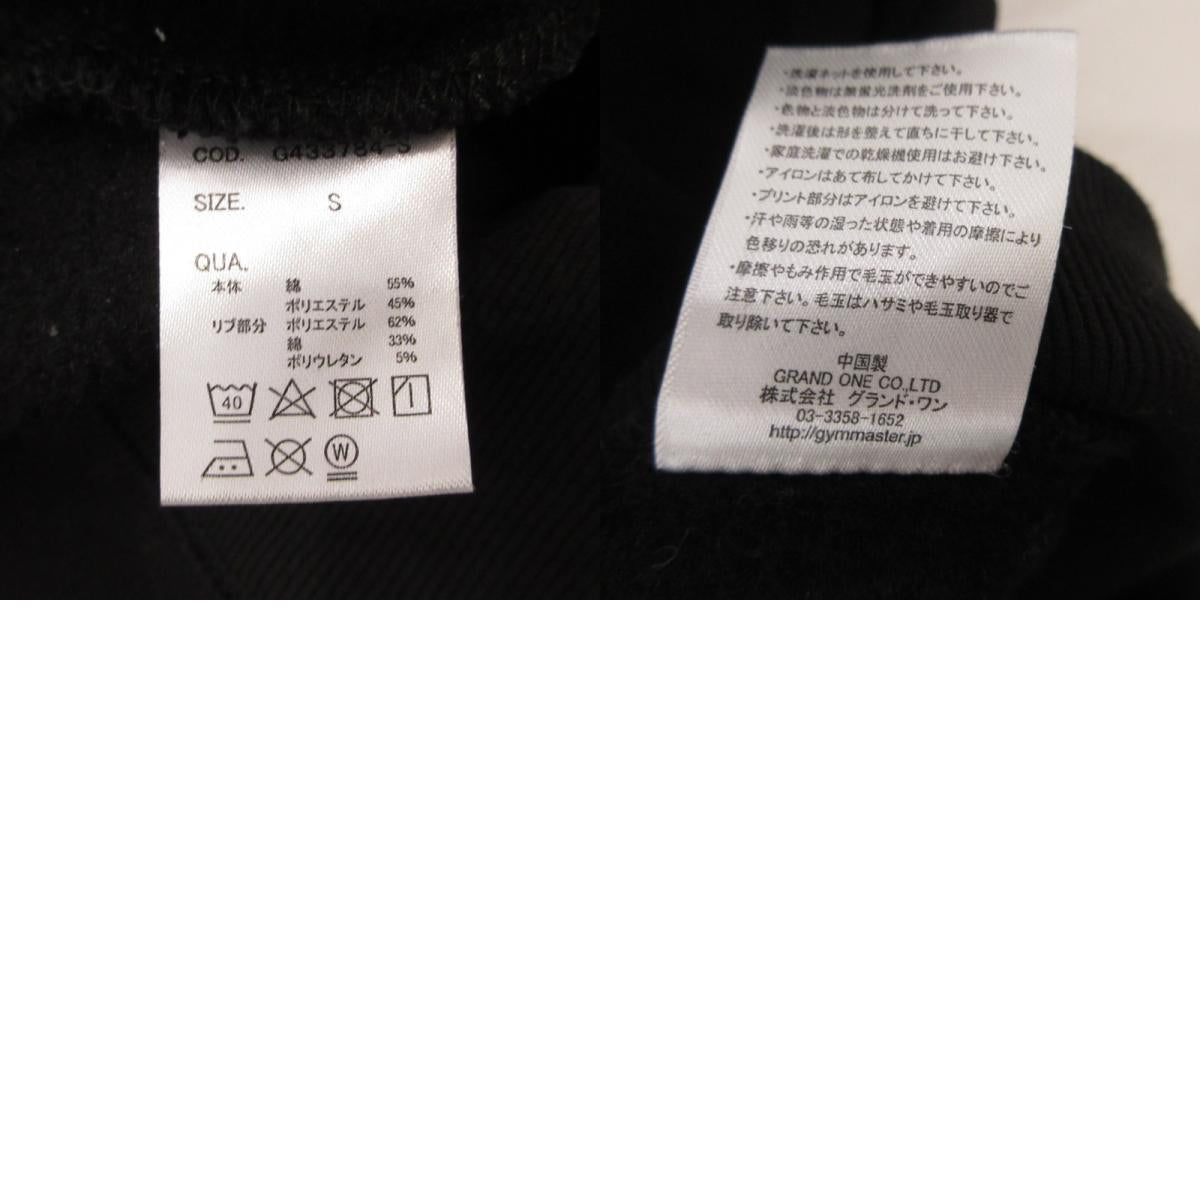 COD. G433784-S
SIZE. S
QUA.
本体 綿 55%
ポリエステル 45%
リブ部分 ポリエステル 62%
綿 33%
ポリウレタン 5%
40
W
・洗濯ネットを使用して下さい。
・淡色物は無蛍光洗剤をご使用下さい。
・色物と淡色物は分けて洗って下さい。
・洗濯後は形を整えて直ちに干して下さい。
・家庭洗濯での乾燥機使用はお避け下さい。
・アイロンはあて布してかけて下さい。
・プリント部分はアイロンを避けて下さい。
・汗や雨等の湿った状態や着用の摩擦により
色移りの恐れがあります。
・摩擦やもみ作用で毛玉ができやすいのでご
注意下さい。毛玉はハサミや毛玉取り器で
取り除いて下さい。
中国製
GRAND ONE CO.,LTD
株式会社 グランド・ワン
03-3358-1652
http://gymmaster.jp